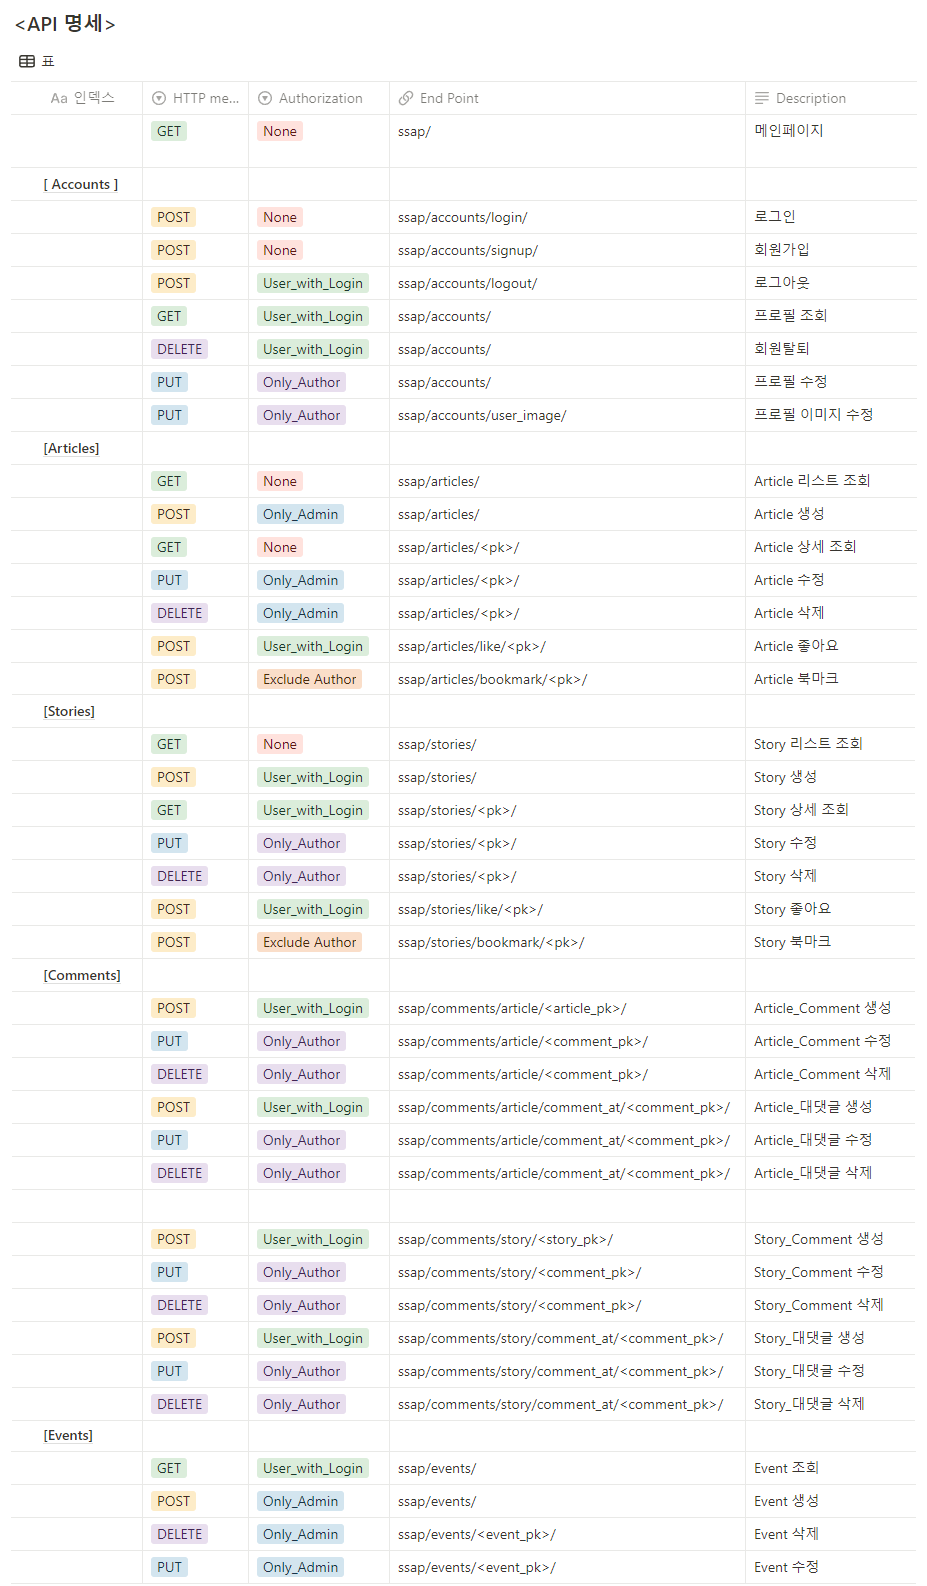 <API 명세>
표
Aa 인덱스 HTTP me... Authorization End Point Description
GET None ssap/ 메인페이지
[ Accounts ]
POST None ssap/accounts/login/ 로그인
POST None ssap/accounts/signup/ 회원가입
POST User_with_Login ssap/accounts/logout/ 로그아웃
GET User_with_Login ssap/accounts/ 프로필 조회
DELETE User_with_Login ssap/accounts/ 회원탈퇴
PUT Only_Author ssap/accounts/ 프로필 수정
PUT Only_Author ssap/accounts/user_image/ 프로필 이미지 수정
[Articles]
GET None ssap/articles/ Article 리스트 조회
POST Only_Admin ssap/articles/ Article 생성
GET None ssap/articles/<pk>/ Article 상세 조회
PUT Only_Admin ssap/articles/<pk>/ Article 수정
DELETE Only_Admin ssap/articles/<pk>/ Article 삭제
POST User_with_Login ssap/articles/like/<pk>/ Article 좋아요
POST Exclude Author ssap/articles/bookmark/<pk>/ Article 북마크
[Stories]
GET None ssap/stories/ Story 리스트 조회
POST User_with_Login ssap/stories/ Story 생성
GET User_with_Login ssap/stories/<pk>/ Story 상세 조회
PUT Only_Author ssap/stories/<pk>/ Story 수정
DELETE Only_Author ssap/stories/<pk>/ Story 삭제
POST User_with_Login ssap/stories/like/<pk>/ Story 좋아요
POST Exclude Author ssap/stories/bookmark/<pk>/ Story 북마크
[Comments]
POST User_with_Login ssap/comments/article/<article_pk>/ Article_Comment 생성
PUT Only_Author ssap/comments/article/<comment_pk>/ Article_Comment 수정
DELETE Only_Author ssap/comments/article/<comment_pk>/ Article_Comment 삭제
POST User_with_Login ssap/comments/article/comment_at/<comment_pk>/ Article_대댓글 생성
PUT Only_Author ssap/comments/article/comment_at/<comment_pk>/ Article_대댓글 수정
DELETE Only_Author ssap/comments/article/comment_at/<comment_pk>/ Article_대댓글 삭제
POST User_with_Login ssap/comments/story/<story_pk>/ Story_Comment 생성
PUT Only_Author ssap/comments/story/<comment_pk>/ Story_Comment 수정
DELETE Only_Author ssap/comments/story/<comment_pk>/ Story_Comment 삭제
POST User_with_Login ssap/comments/story/comment_at/<comment_pk>/ Story_대댓글 생성
PUT Only_Author ssap/comments/story/comment_at/<comment_pk>/ Story_대댓글 수정
DELETE Only_Author ssap/comments/story/comment_at/<comment_pk>/ Story_대댓글 삭제
[Events]
GET User_with_Login ssap/events/ Event 조회
POST Only_Admin ssap/events/ Event 생성
DELETE Only_Admin ssap/events/<event_pk>/ Event 삭제
PUT Only_Admin ssap/events/<event_pk>/ Event 수정